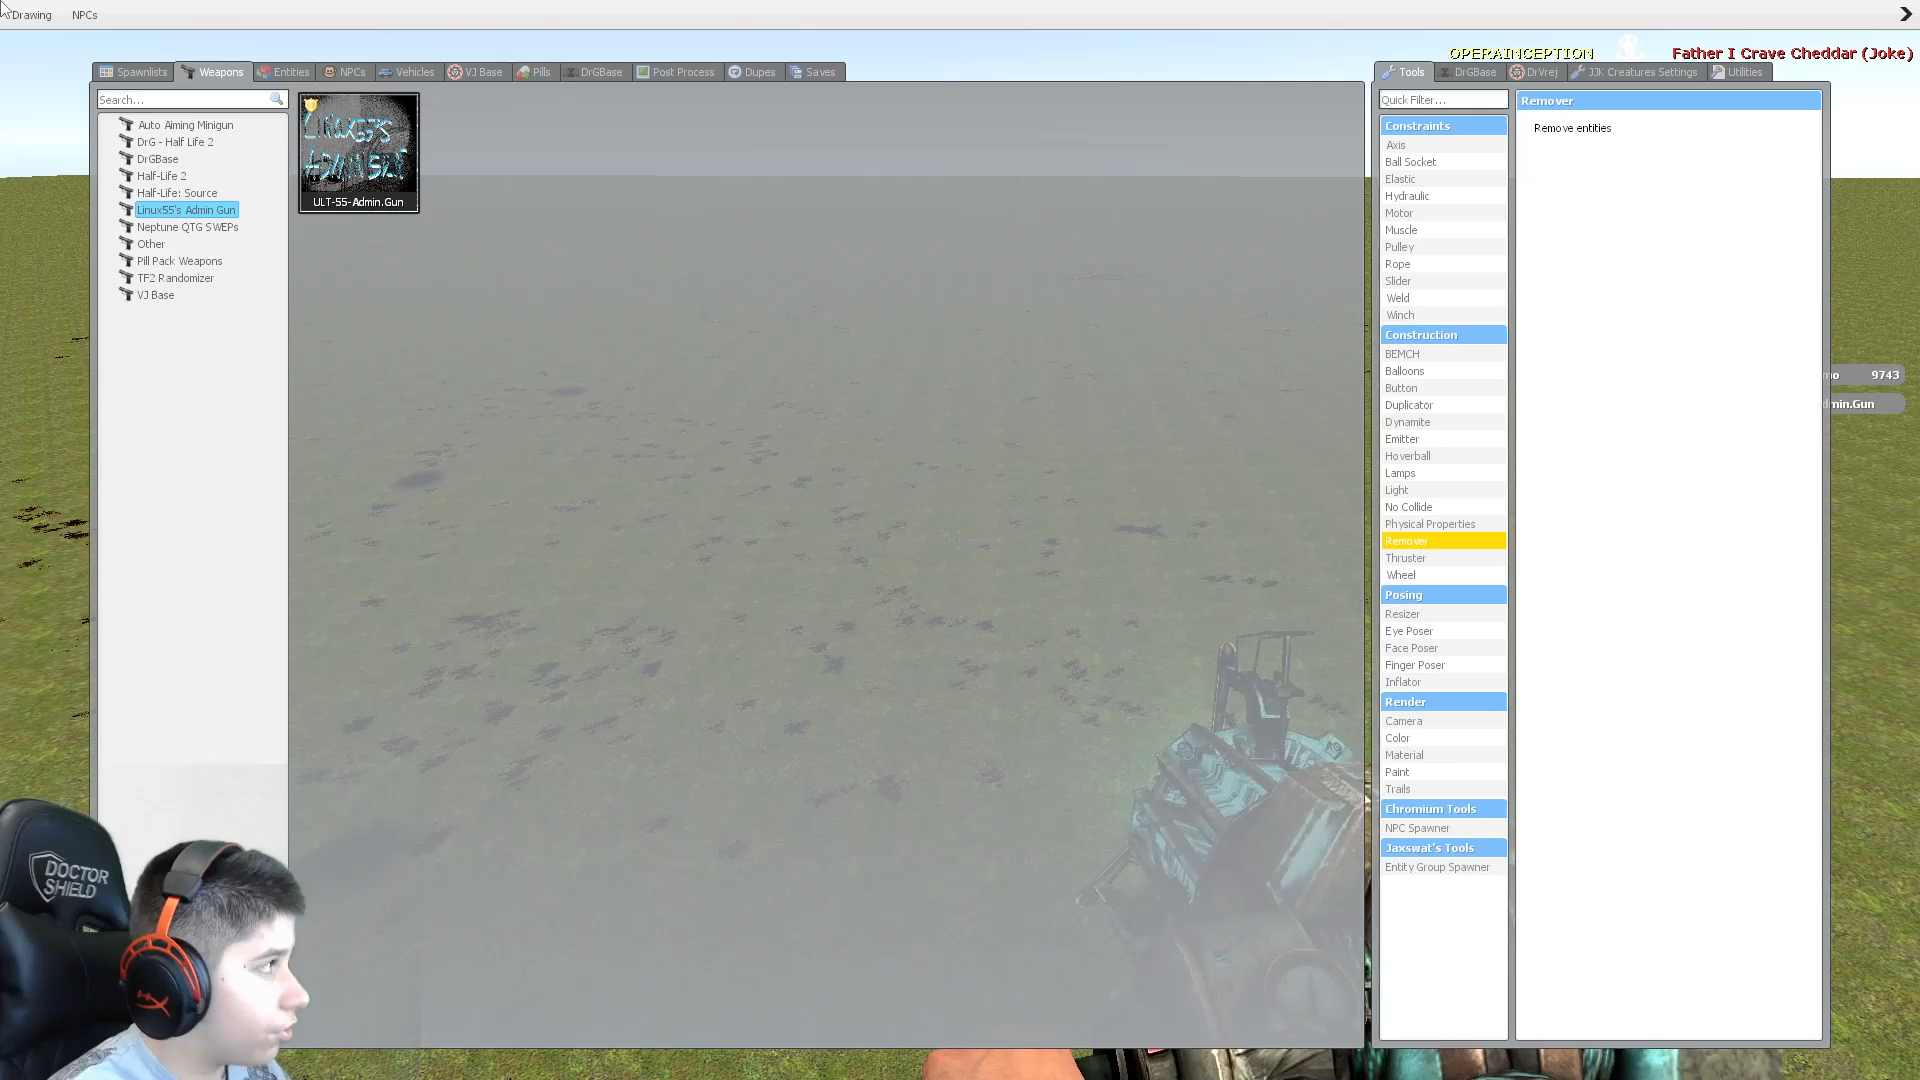 Drawing NPCs
OPERAINCEPTION Father I Crave Cheddar (Joke)
Spawnlists Weapons Entities NPCs Vehicles VJ Base Pills DrGBase Post Process Dupes Saves
Search...
Auto Aiming Minigun
DrG - Half Life 2
DrGBase
Half-Life 2
Half-Life: Source
Linux55's Admin Gun
Neptune QTG SWEPs
Other
Pill Pack Weapons
TF2 Randomizer
VJ Base
LINUX55'S
ADMIN GUN
ULT-55-Admin.Gun
Tools DrGBase DrVrej JJK Creatures Settings Utilities
Quick Filter...
Constraints
Axis
Ball Socket
Elastic
Hydraulic
Motor
Muscle
Pulley
Rope
Slider
Weld
Winch
Construction
BEMCH
Balloons
Button
Duplicator
Dynamite
Emitter
Hoverball
Lamps
Light
No Collide
Physical Properties
Remover
Thruster
Wheel
Posing
Resizer
Eye Poser
Face Poser
Finger Poser
Inflator
Render
Camera
Color
Material
Paint
Trails
Chromium Tools
NPC Spawner
Jaxswat's Tools
Entity Group Spawner
Remover
Remove entities
mo 9743
dmin.Gun
DOCTOR
SHIELD